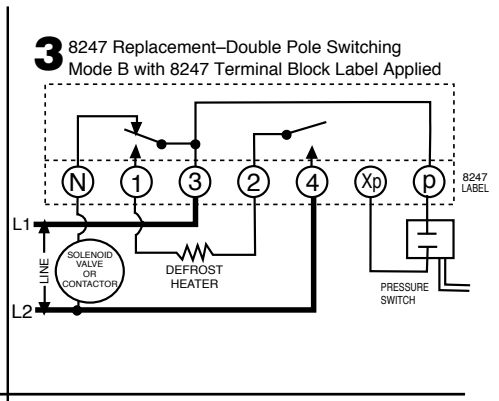 3 8247 Replacement–Double Pole Switching
Mode B with 8247 Terminal Block Label Applied
N 1 3 2 4 Xp p
8247
LABEL
L1
LINE
SOLENOID
VALVE
OR
CONTACTOR
DEFROST
HEATER
PRESSURE
SWITCH
L2